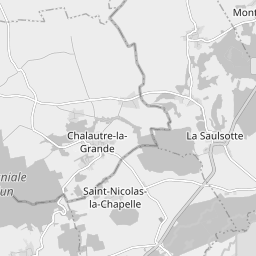 Mont
Chalautre-la-
Grande
La Saulsotte
niale
un
Saint-Nicolas-
la-Chapelle